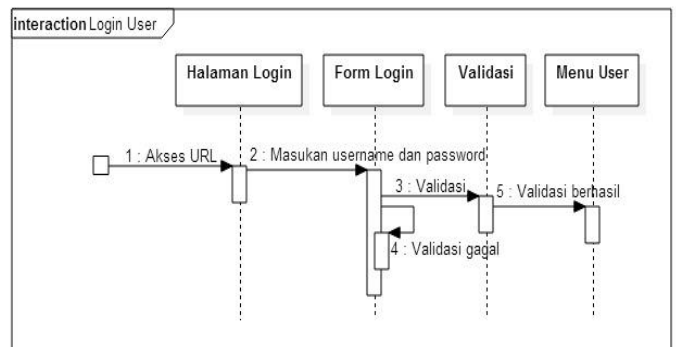 interaction Login User
Halaman Login
Form Login
Validasi
Menu User
1 : Akses URL
2 : Masukan username dan password
3 : Validasi
5 : Validasi berhasil
4 : Validasi gagal